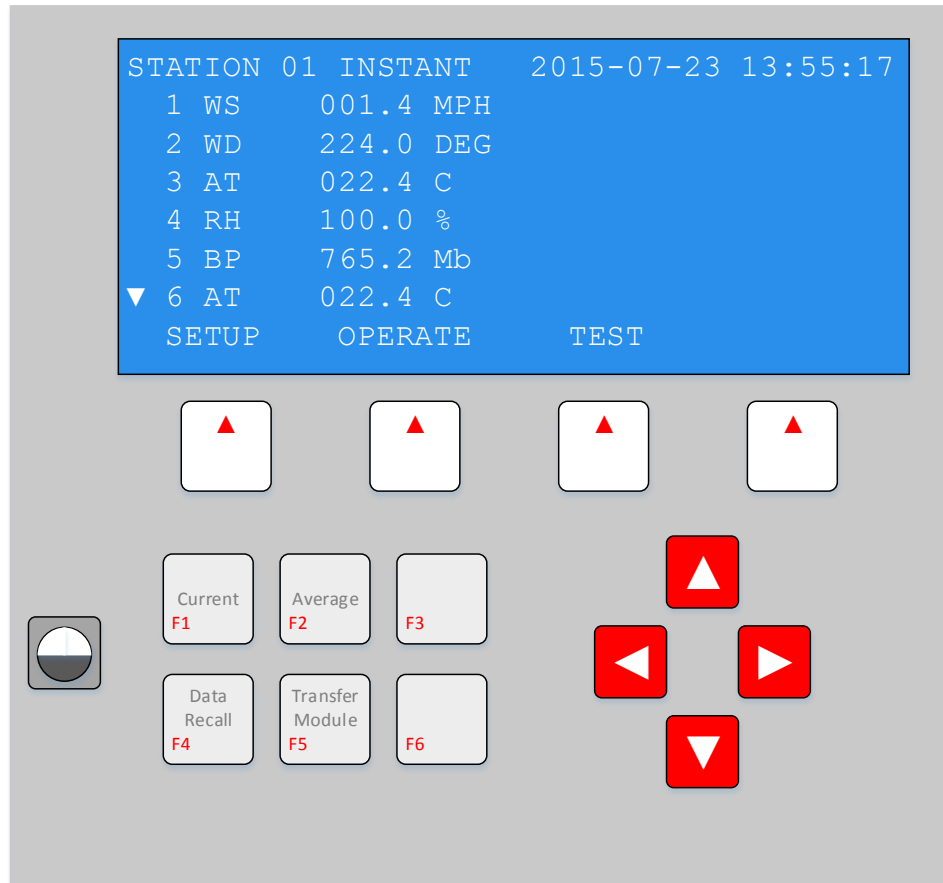 STATION 01 INSTANT 2015-07-23 13:55:17
1 WS 001.4 MPH
2 WD 224.0 DEG
3 AT 022.4 C
4 RH 100.0 %
5 BP 765.2 Mb
▼ 6 AT 022.4 C
SETUP OPERATE TEST
Current
F1
Average
F2
F3
Data
Recall
F4
Transfer
Module
F5
F6